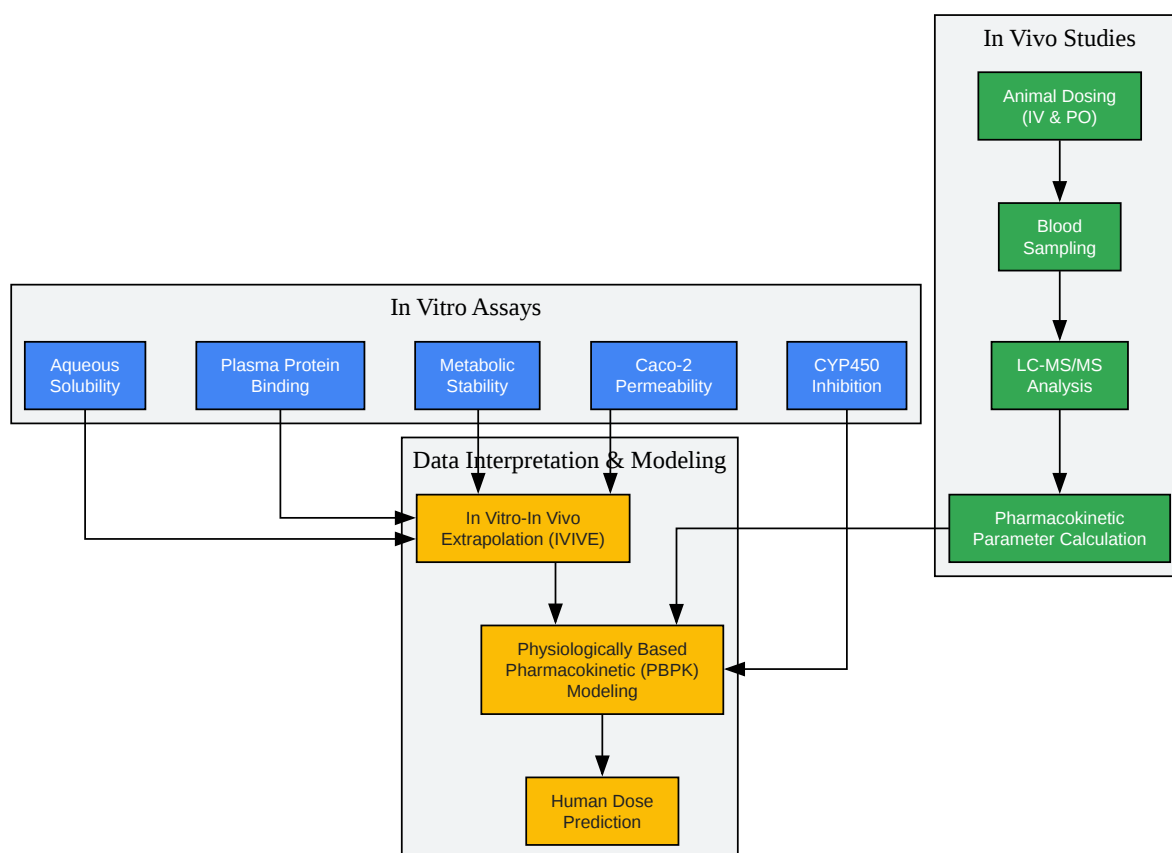 In Vivo Studies
Animal Dosing
(IV & PO)
Blood
Sampling
LC-MS/MS
Analysis
Pharmacokinetic
Parameter Calculation
In Vitro Assays
Aqueous
Solubility
Plasma Protein
Binding
Metabolic
Stability
Caco-2
Permeability
CYP450
Inhibition
Data Interpretation & Modeling
In Vitro-In Vivo
Extrapolation (IVIVE)
Physiologically Based
Pharmacokinetic (PBPK)
Modeling
Human Dose
Prediction